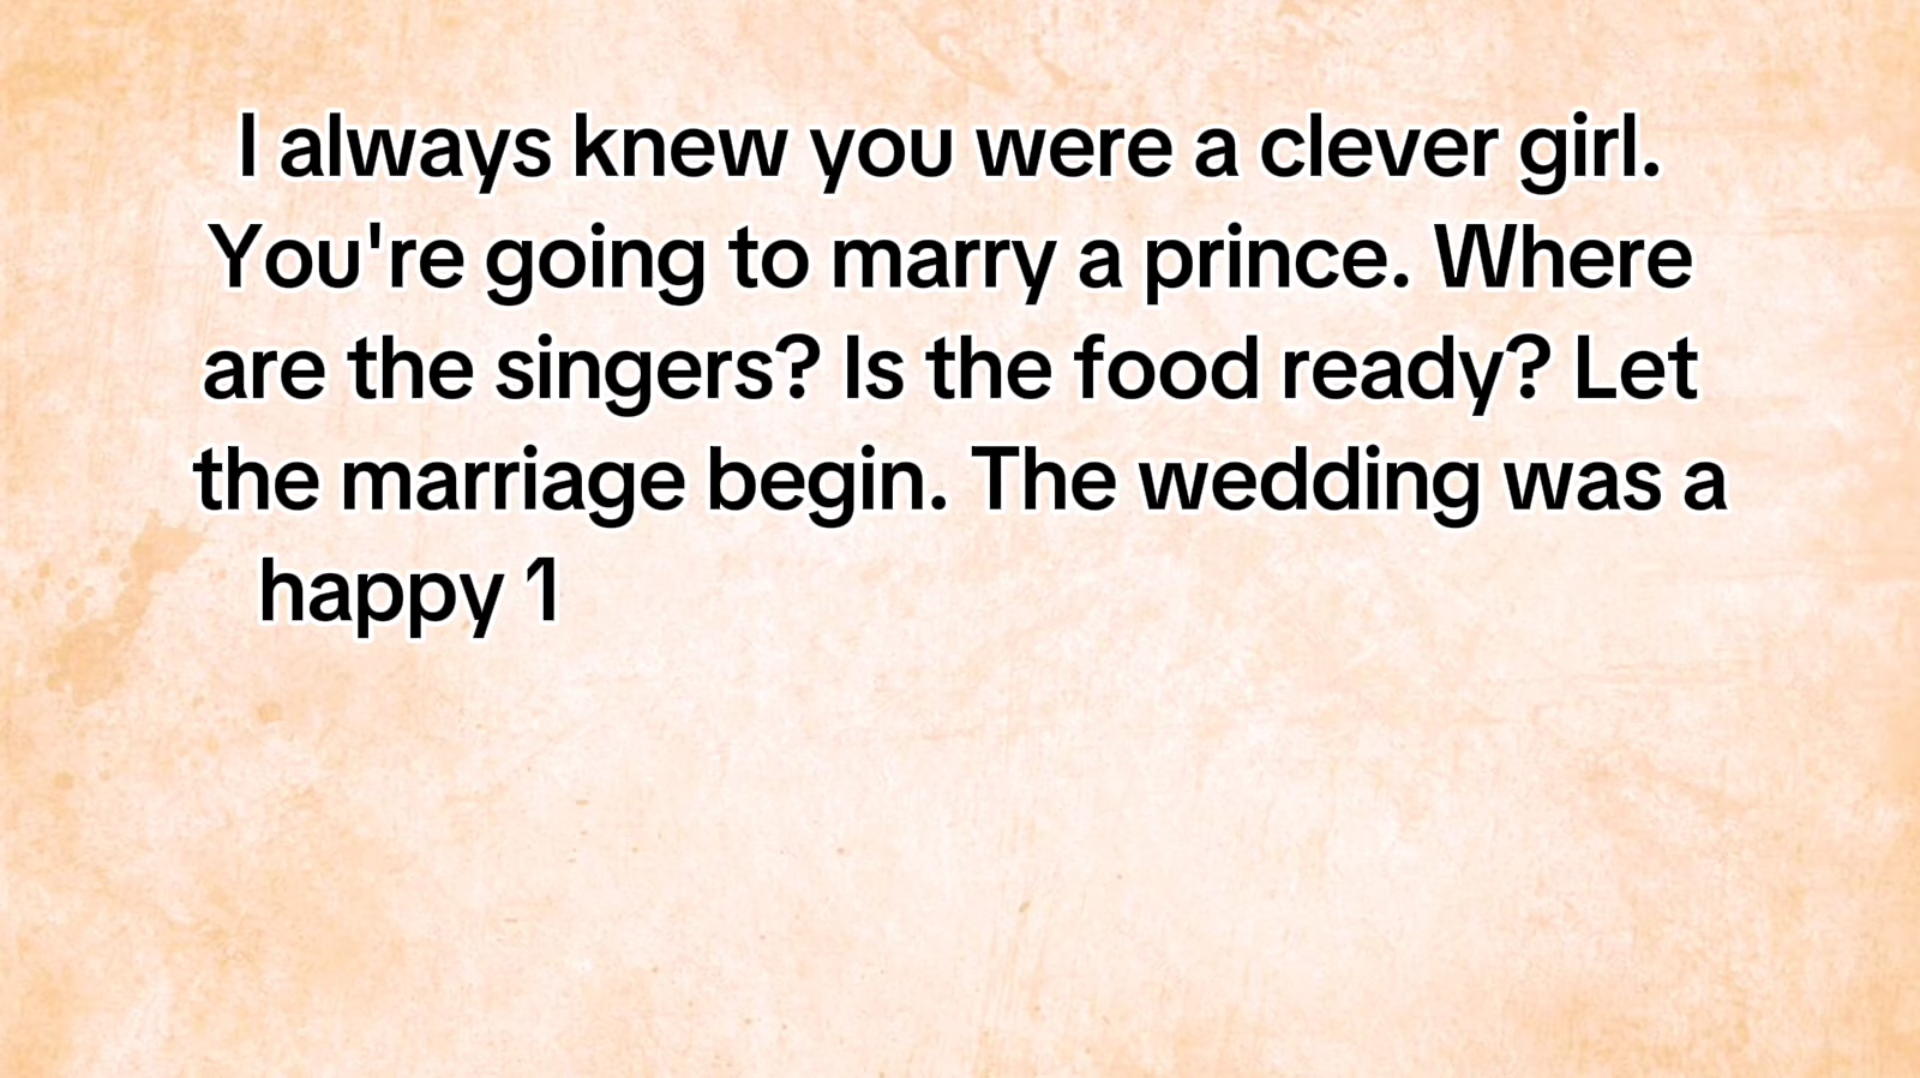 I always knew you were a clever girl.
You're going to marry a prince. Where
are the singers? Is the food ready? Let
the marriage begin. The wedding was a
happy 1